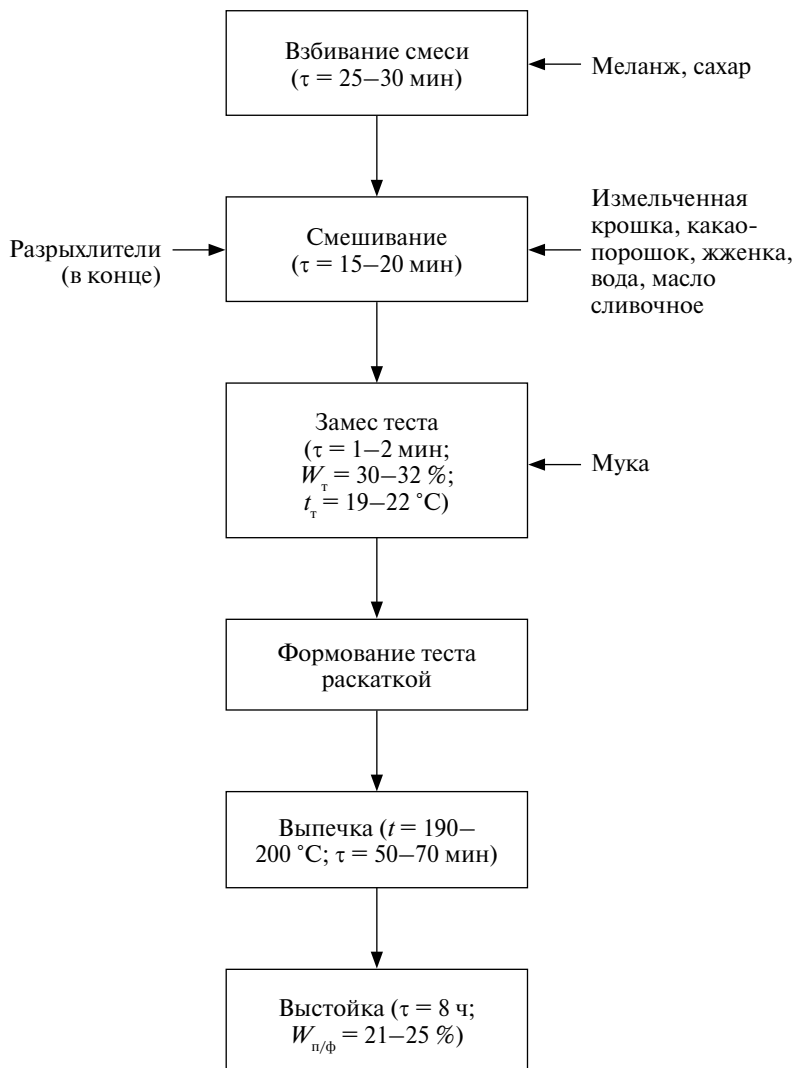 Взбивание смеси
(τ = 25–30 мин)
Меланж, сахар
Разрыхлители
(в конце)
Смешивание
(τ = 15–20 мин)
Измельченная
крошка, какао-
порошок, жженка,
вода, масло
сливочное
Замес теста
(τ = 1–2 мин;
Wт = 30–32 %;
tт = 19–22 °C)
Мука
Формование теста
раскаткой
Выпечка (t = 190–
200 °C; τ = 50–70 мин)
Выстойка (τ = 8 ч;
Wп/ф = 21–25 %)